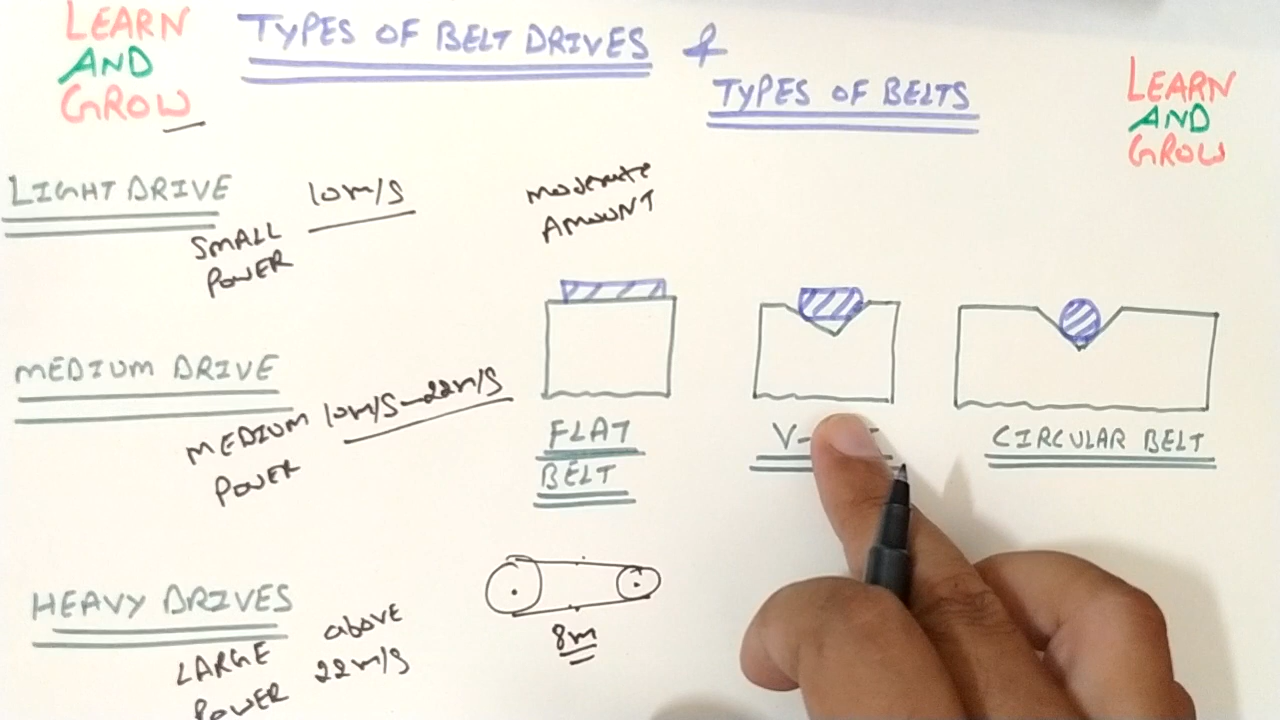 LEARN
AND
GROW
TYPES OF BELT DRIVES &
TYPES OF BELTS
LEARN
AND
GROW
LIGHT DRIVE
10m/s
SMALL
POWER
moderate
AMOUNT
MEDIUM DRIVE
MEDIUM 10m/s-22m/s
POWER
FLAT
BELT
V-
CIRCULAR BELT
HEAVY DRIVES
LARGE
POWER
above
22m/s
8m